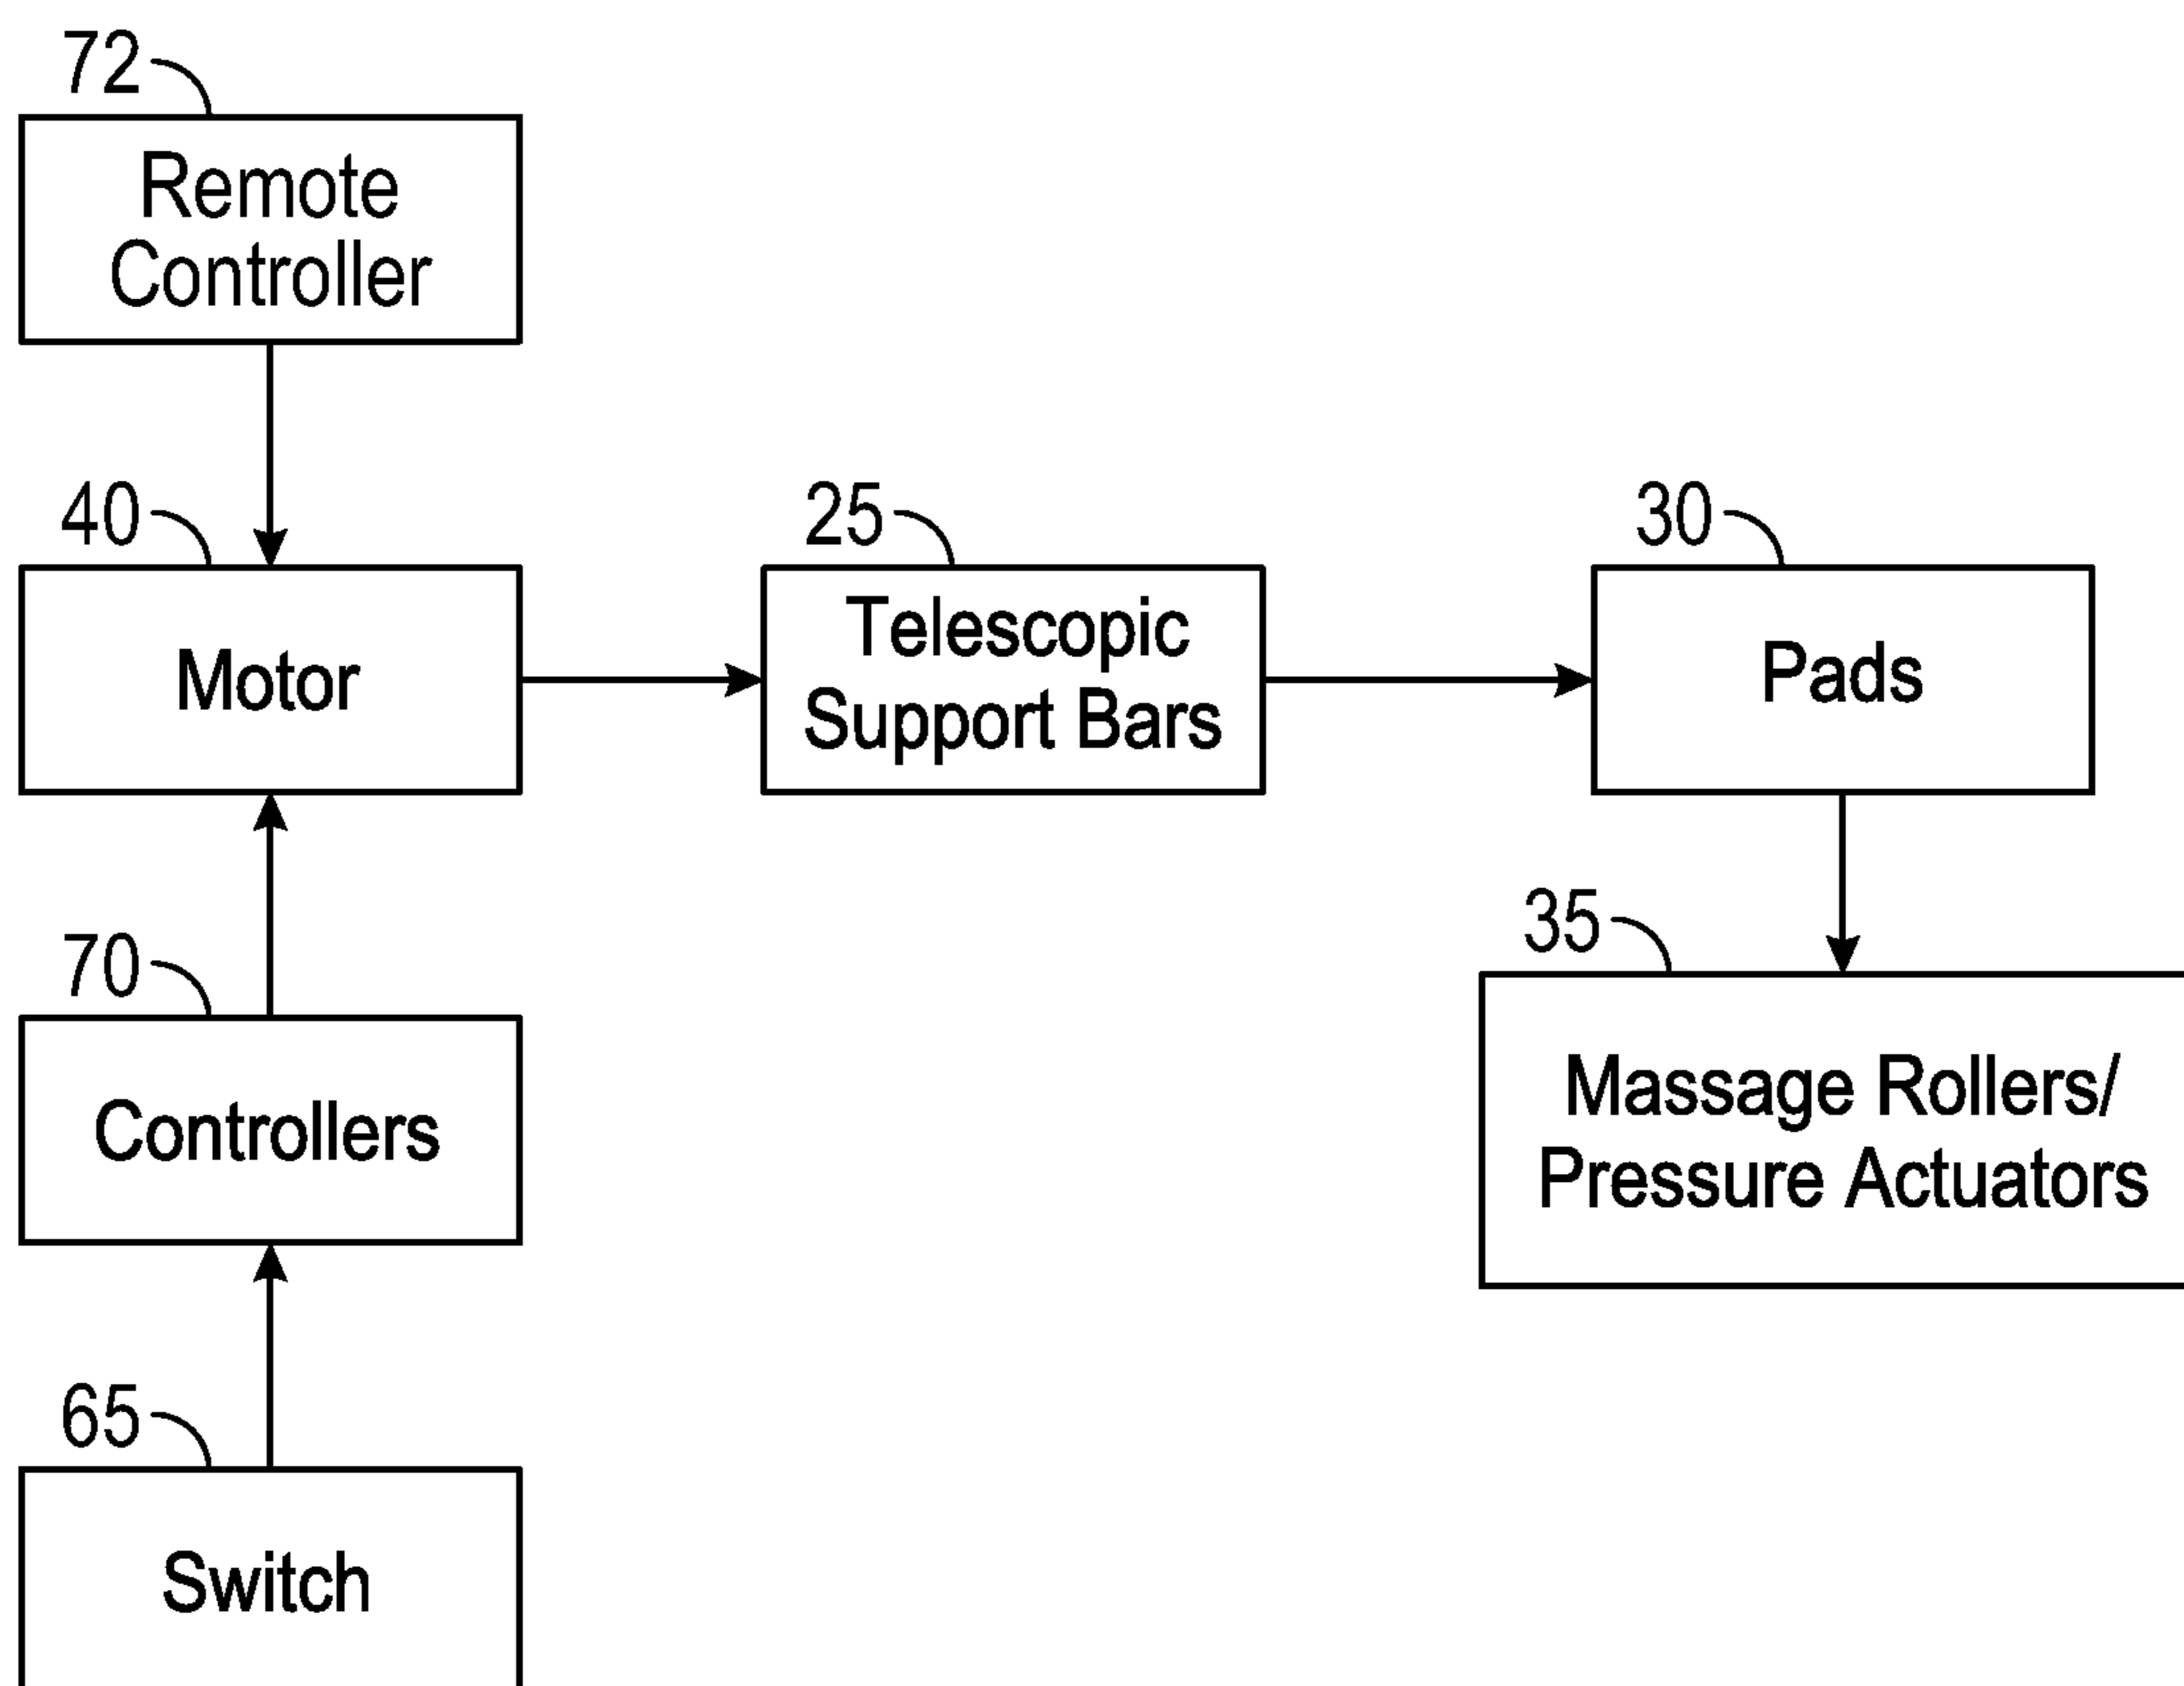 72
Remote
Controller
40
Motor
25
Telescopic
Support Bars
30
Pads
70
Controllers
35
Massage Rollers/
Pressure Actuators
65
Switch